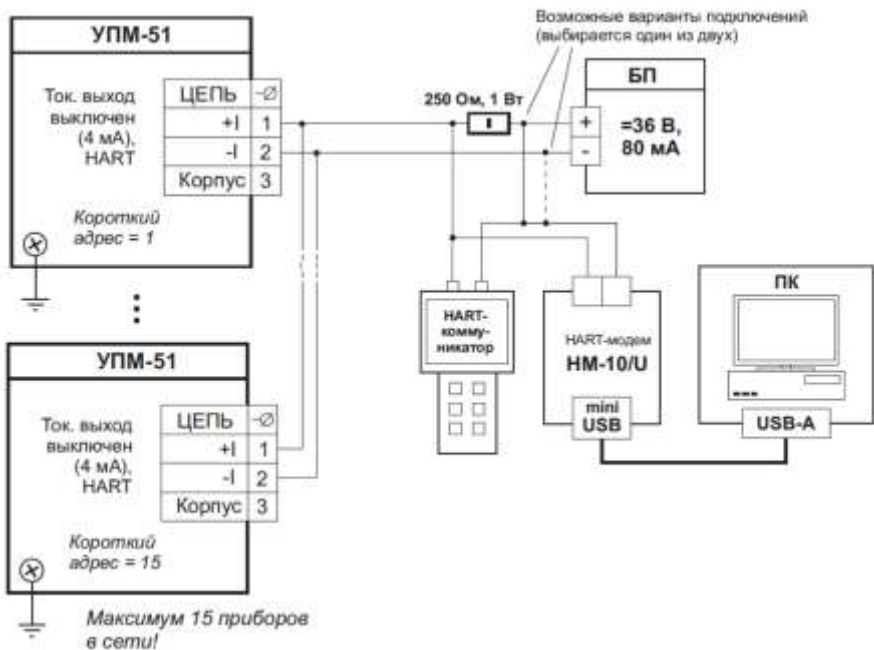 Возможные варианты подключений
(выбирается один из двух)
УПМ-51
Ток. выход
выключен
(4 мА),
HART
ЦЕПЬ -∅
+I 1
-I 2
Корпус 3
Короткий
адрес = 1
250 Ом, 1 Вт
БП
+
-
=36 В,
80 мА
HART-
комму-
никатор
HART-модем
HM-10/U
mini
USB
ПК
USB-A
УПМ-51
Ток. выход
выключен
(4 мА),
HART
ЦЕПЬ -∅
+I 1
-I 2
Корпус 3
Короткий
адрес = 15
Максимум 15 приборов
в сети!